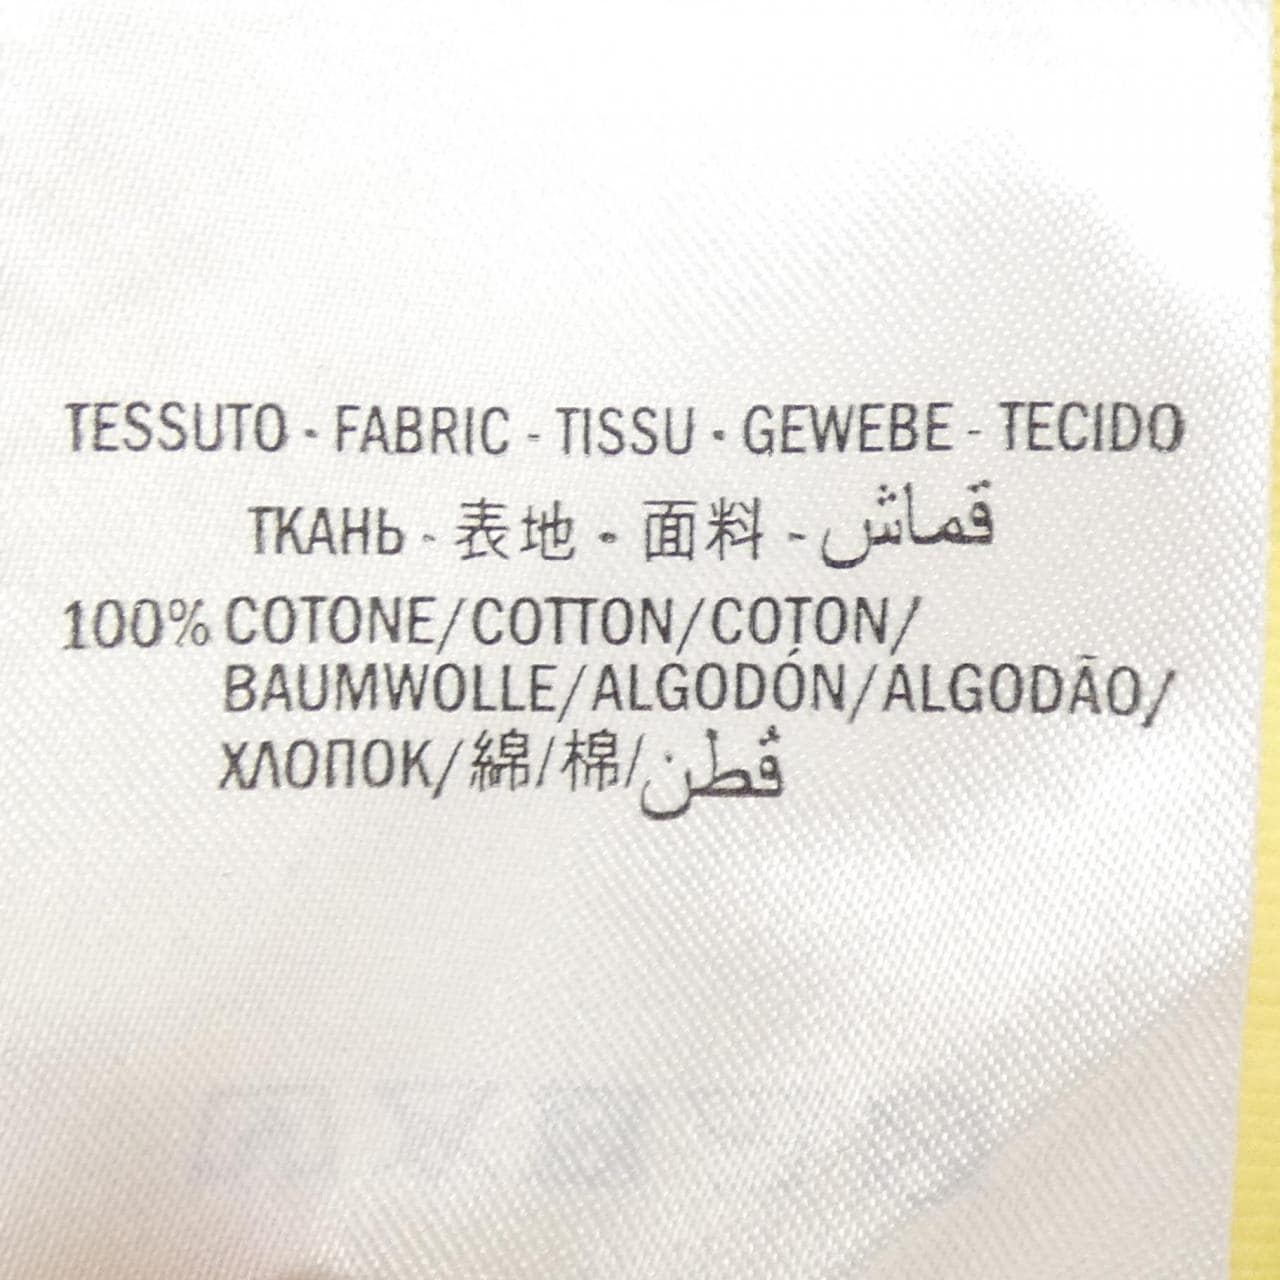 TESSUTO - FABRIC - TISSU - GEWEBE - TECIDO
ТКАНЬ - 表地 - 面料 - قماش
100% COTONE/COTTON/COTON/
BAUMWOLLE/ALGODÓN/ALGODÃO/
ХЛОПОК/綿/棉/قطن